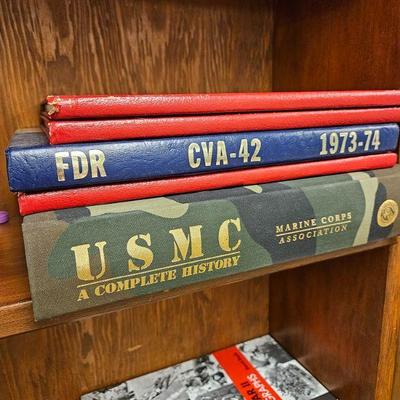 FDR CVA-42 1973-74
USMC
A COMPLETE HISTORY
MARINE CORPS
ASSOCIATION